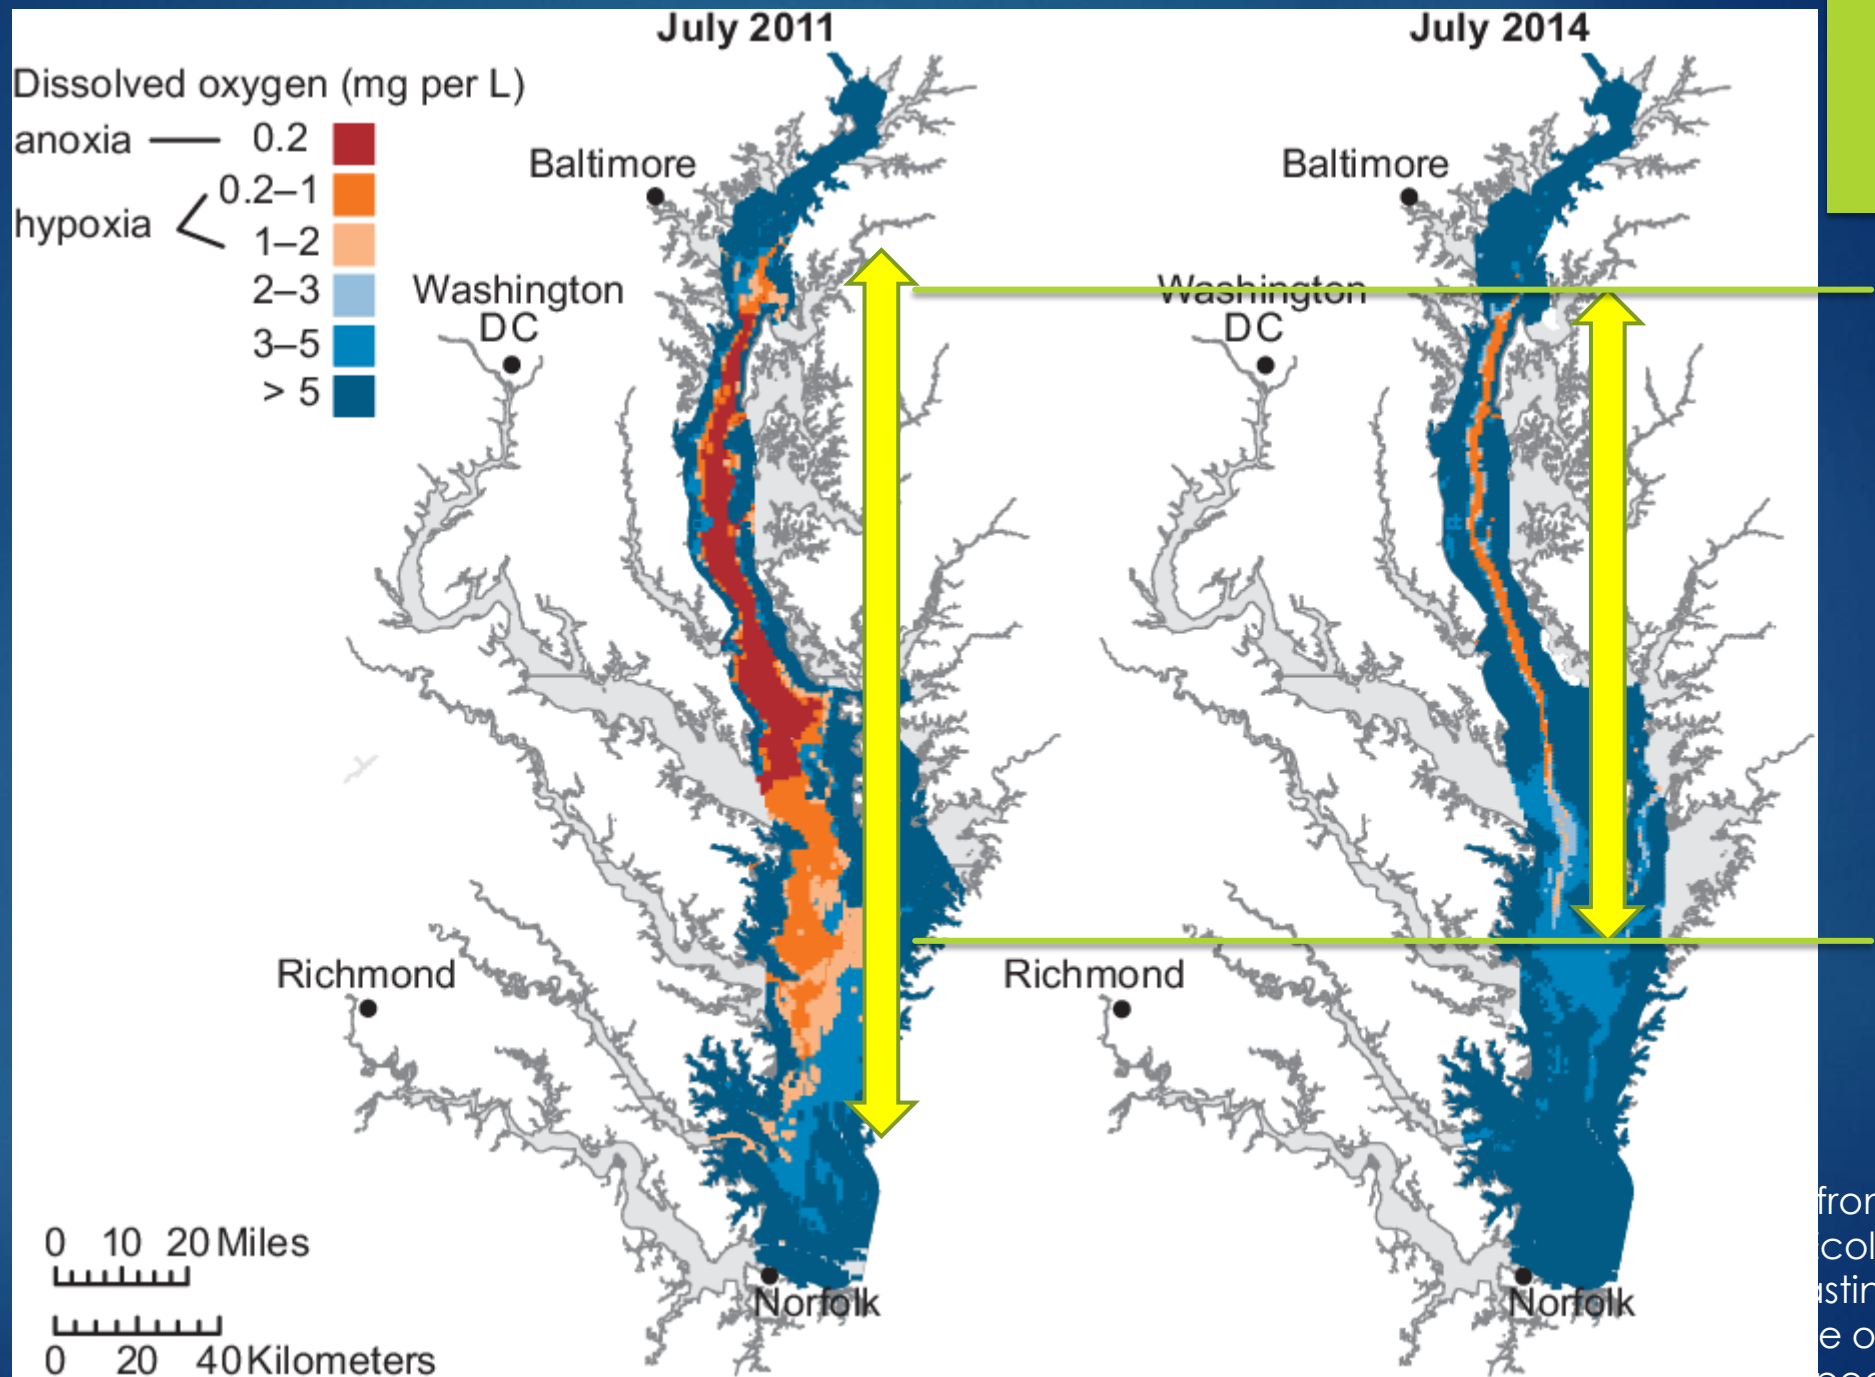 July 2011
July 2014
Dissolved oxygen (mg per L)
anoxia 0.2
0.2–1
hypoxia
1–2
2–3
3–5
> 5
Baltimore
Washington
DC
Richmond
Norfolk
Baltimore
Washington
DC
Richmond
Norfolk
0 10 20 Miles
0 20 40 Kilometers